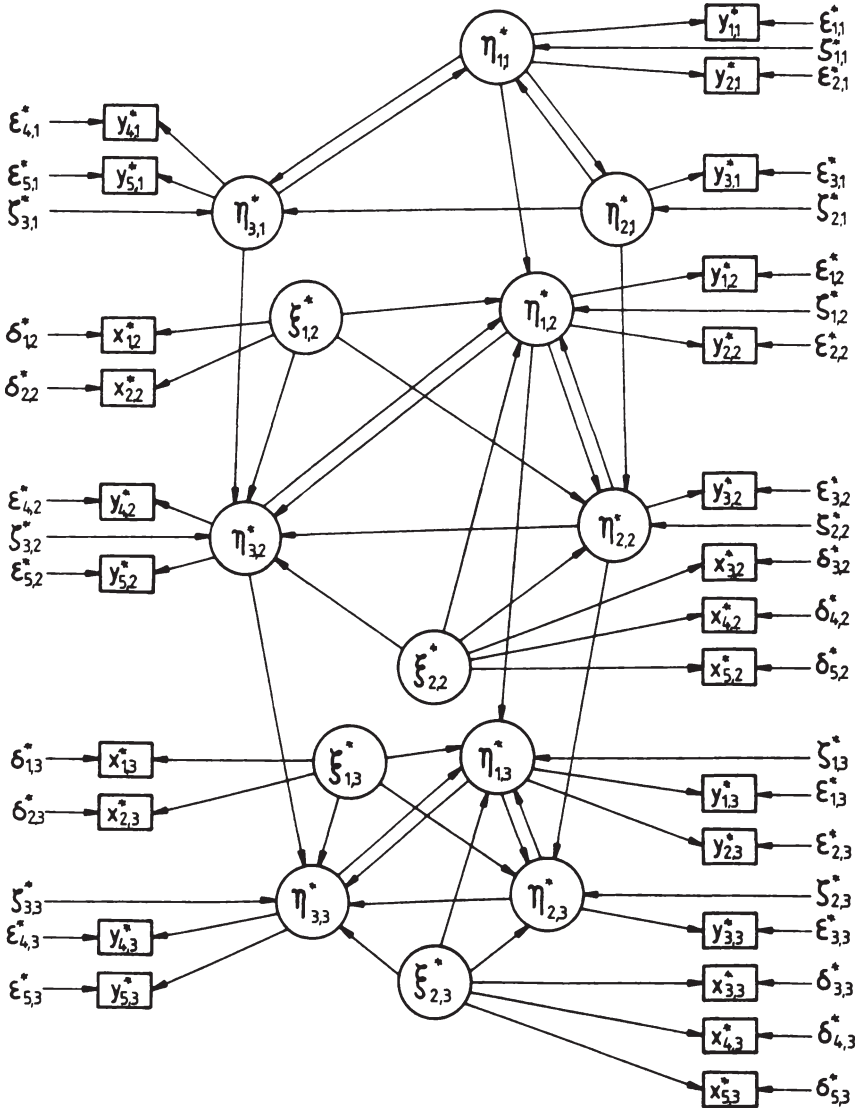 η*1,1 y*1,1 ε*1,1
ζ*1,1
y*2,1 ε*2,1
ε*4,1 y*4,1
ε*5,1 y*5,1 y*3,1 ε*3,1
ζ*3,1 η*3,1 η*2,1 ζ*2,1
y*1,2 ε*1,2
ξ*1,2 η*1,2 ζ*1,2
δ*1,2 x*1,2 y*2,2 ε*2,2
δ*2,2 x*2,2
ε*4,2 y*4,2 y*3,2 ε*3,2
ζ*3,2 η*3,2 η*2,2 ζ*2,2
ε*5,2 y*5,2 x*3,2 δ*3,2
x*4,2 δ*4,2
ξ*2,2 x*5,2 δ*5,2
δ*1,3 x*1,3 ξ*1,3 η*1,3 ζ*1,3
y*1,3 ε*1,3
δ*2,3 x*2,3
y*2,3 ε*2,3
ζ*3,3 η*3,3 η*2,3 ζ*2,3
ε*4,3 y*4,3 y*3,3 ε*3,3
ε*5,3 y*5,3 ξ*2,3 x*3,3 δ*3,3
x*4,3 δ*4,3
x*5,3 δ*5,3